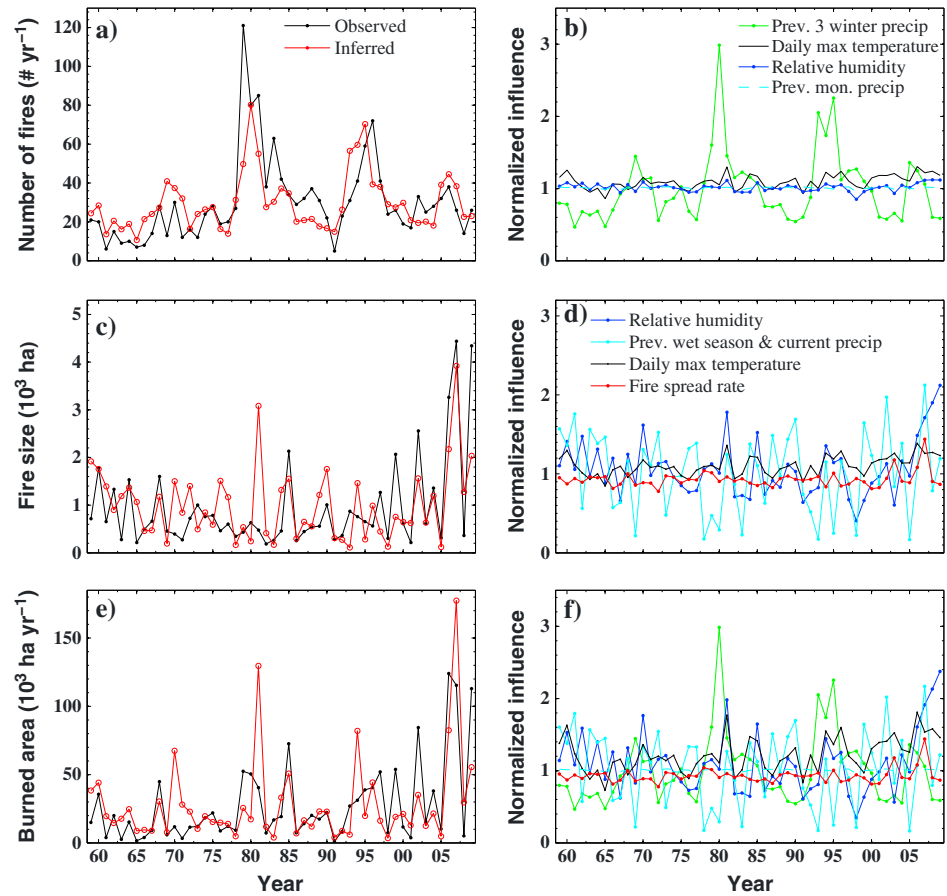 a)
Number of fires (# yr⁻¹)
120
100
80
60
40
20
0
Observed
Inferred
b)
Normalized influence
3
2
1
0
Prev. 3 winter precip
Daily max temperature
Relative humidity
Prev. mon. precip
c)
Fire size (10³ ha)
5
4
3
2
1
0
d)
Normalized influence
3
2
1
0
Relative humidity
Prev. wet season & current precip
Daily max temperature
Fire spread rate
e)
Burned area (10³ ha yr⁻¹)
150
100
50
0
60 65 70 75 80 85 90 95 00 05
Year
f)
Normalized influence
3
2
1
0
60 65 70 75 80 85 90 95 00 05
Year